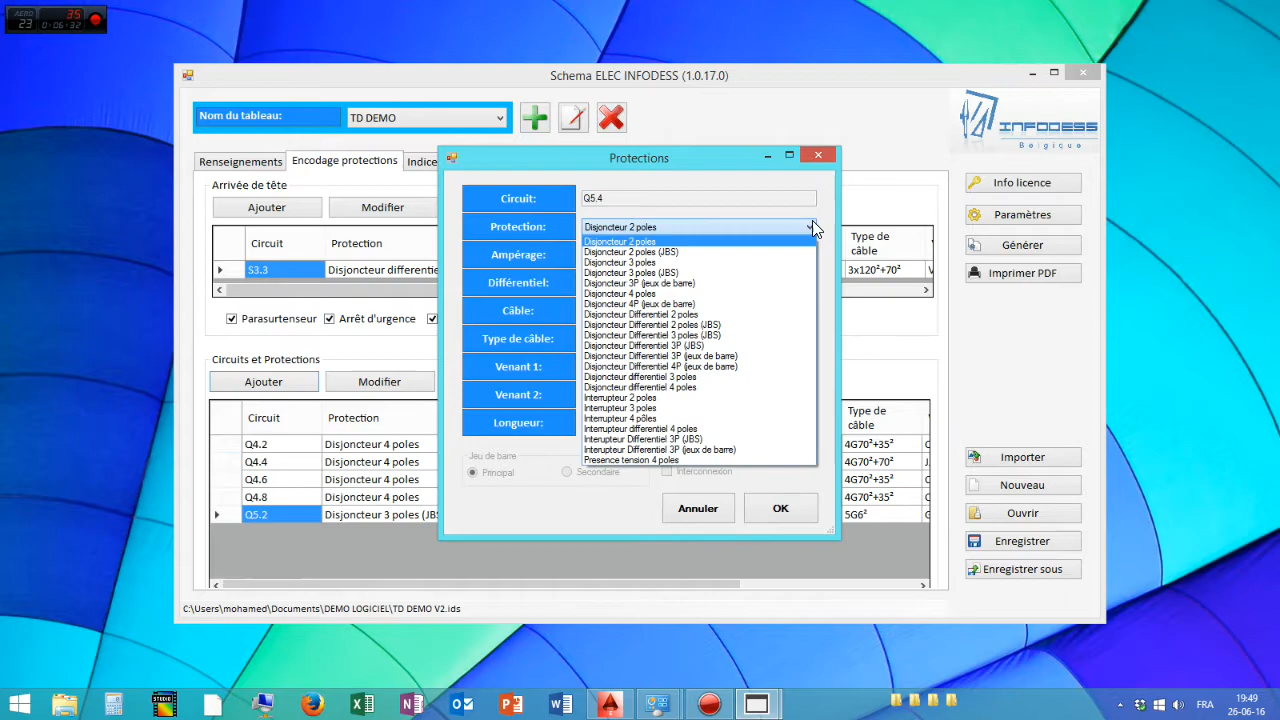 AERO 35
23 0:06:32
Schema ELEC INFODESS (1.0.17.0)
Nom du tableau:
TD DEMO
INFODESS
Belgique
Renseignements
Encodage protections
Indice
Arrivée de tête
Ajouter
Modifier
Circuit
Protection
Type de câble
S3.3
Disjoncteur differentie
3x120²+70²
Parasurtenseur
Arrêt d'urgence
Circuits et Protections
Ajouter
Modifier
Circuit
Protection
Type de câble
Q4.2
Disjoncteur 4 poles
4G70²+35²
Q4.4
Disjoncteur 4 poles
4G70²+35²
Q4.6
Disjoncteur 4 poles
4G70²+35²
Q4.8
Disjoncteur 4 poles
4G70²+35²
Q5.2
Disjoncteur 3 poles (JBS
5G6²
C:\Users\mohamed\Documents\DEMO LOGICIEL\TD DEMO V2.ids
Protections
Circuit:
Q5.4
Protection:
Disjoncteur 2 poles
Ampérage:
Différentiel:
Câble:
Type de câble:
Venant 1:
Venant 2:
Longueur:
Disjoncteur 2 poles
Disjoncteur 2 poles (JBS)
Disjoncteur 3 poles
Disjoncteur 3 poles (JBS)
Disjoncteur 3P (jeux de barre)
Disjoncteur 4 poles
Disjoncteur 4P (jeux de barre)
Disjoncteur Differentiel 2 poles
Disjoncteur Differentiel 2 poles (JBS)
Disjoncteur Differentiel 3 poles (JBS)
Disjoncteur Differentiel 3P (JBS)
Disjoncteur Differentiel 3P (jeux de barre)
Disjoncteur Differentiel 4P (jeux de barre)
Disjoncteur differentiel 3 poles
Disjoncteur differentiel 4 poles
Interrupteur 2 poles
Interrupteur 3 poles
Interrupteur 4 pôles
Interrupteur differentiel 4 poles
Interrupteur Differentiel 3P (JBS)
Interrupteur Differentiel 3P (jeux de barre)
Presence tension 4 poles
Jeu de barre
Principal
Secondaire
Interconnexion
Annuler
OK
Info licence
Paramètres
Générer
Imprimer PDF
Importer
Nouveau
Ouvrir
Enregistrer
Enregistrer sous
STUDIO
FRA
19:49
26-06-16